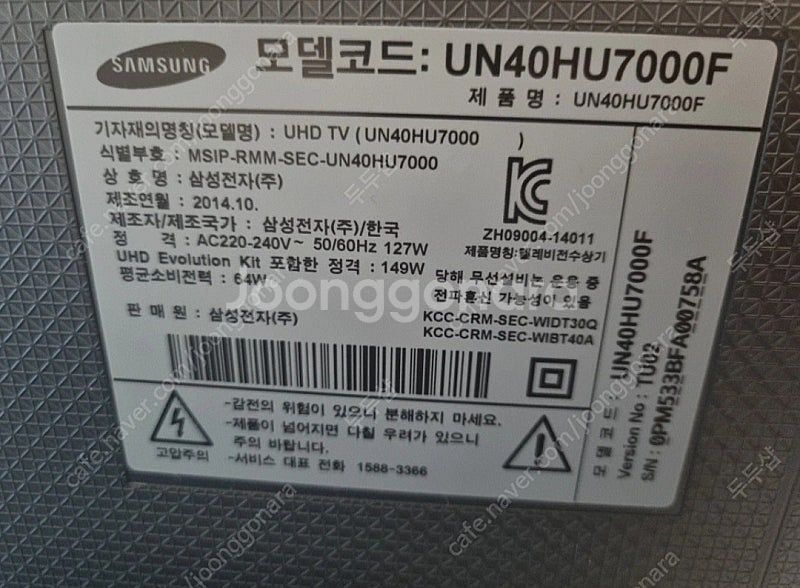 SAMSUNG
모델코드: UN40HU7000F
제 품 명 : UN40HU7000F
기자재의명칭(모델명) : UHD TV (UN40HU7000 )
식별부호 : MSIP-RMM-SEC-UN40HU7000
상 호 명 : 삼성전자(주)
제조연월 : 2014.10.
제조자/제조국가 : 삼성전자(주)/한국
정 격 : AC220-240V~ 50/60Hz 127W
UHD Evolution Kit 포함한 정격 : 149W
평균소비전력 : 64W
판 매 원 : 삼성전자(주)
ZH09004-14011
제품명칭:텔레비전수상기
당해 무선설비는 운용 중
전파혼신 가능성이 있음
KCC-CRM-SEC-WIDT30Q
KCC-CRM-SEC-WIBT40A
고압주의
-감전의 위험이 있으니 분해하지 마세요.
-제품이 넘어지면 다칠 우려가 있으니
주의 바랍니다.
-서비스 대표 전화 1588-3366
모델코드 : UN40HU7000F
Version No : TU02
S/N : 0PM533BFA00758A
Joonggonara
cafe.naver.com/joonggonara
두두샵